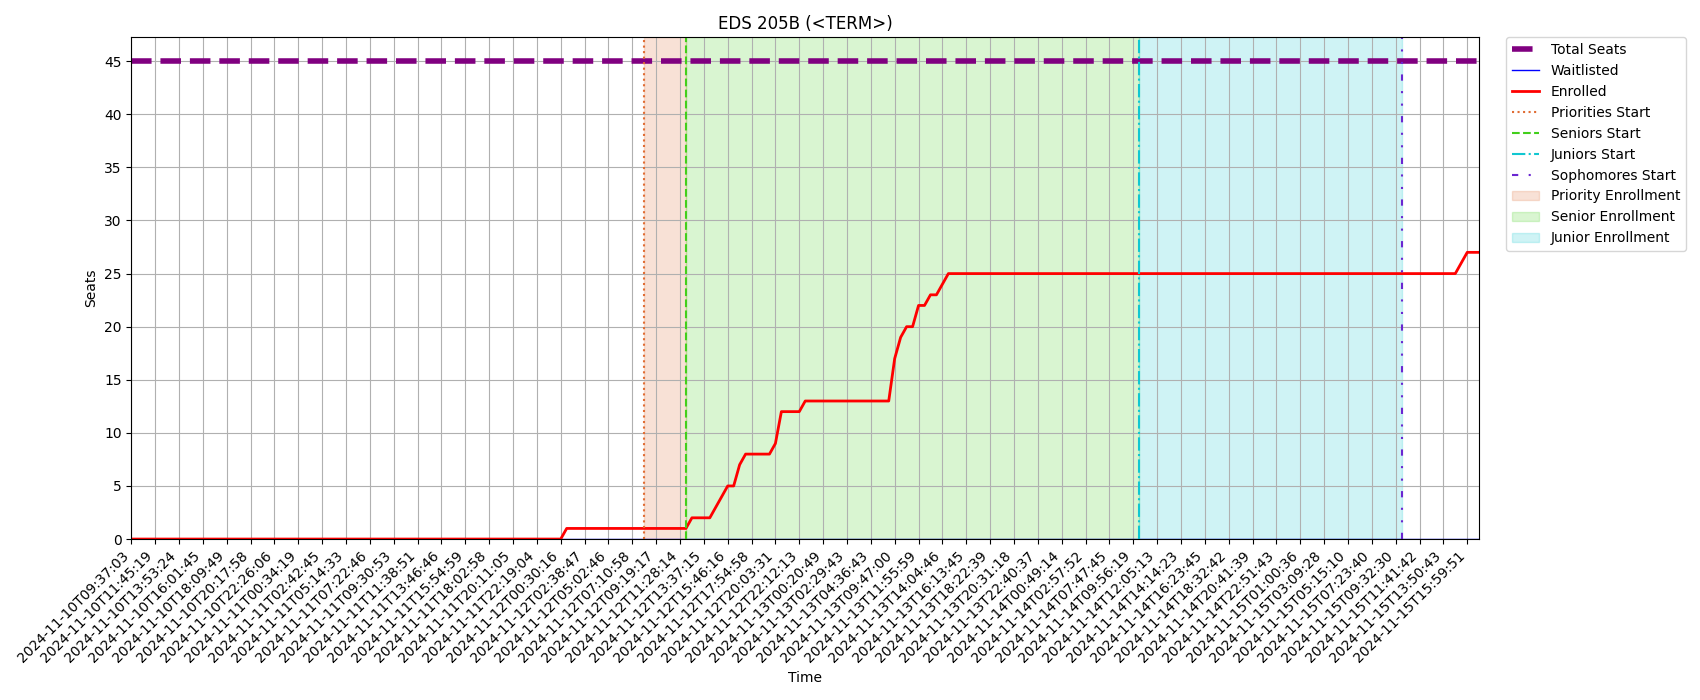 EDS 205B (<TERM>)
Total Seats
Waitlisted
Enrolled
Priorities Start
Seniors Start
Juniors Start
Sophomores Start
Priority Enrollment
Senior Enrollment
Junior Enrollment
Seats
45
40
35
30
25
20
15
10
5
0
2024-11-10T09:37:03
2024-11-10T11:45:19
2024-11-10T13:53:24
2024-11-10T16:01:45
2024-11-10T18:09:49
2024-11-10T20:17:58
2024-11-10T22:26:06
2024-11-11T00:34:19
2024-11-11T02:42:45
2024-11-11T05:14:33
2024-11-11T07:22:46
2024-11-11T09:30:53
2024-11-11T11:38:51
2024-11-11T13:46:46
2024-11-11T15:54:59
2024-11-11T18:02:58
2024-11-11T20:11:05
2024-11-11T22:19:04
2024-11-12T00:30:16
2024-11-12T02:38:47
2024-11-12T05:02:46
2024-11-12T07:10:58
2024-11-12T09:19:17
2024-11-12T11:28:14
2024-11-12T13:37:15
2024-11-12T15:46:16
2024-11-12T17:54:58
2024-11-12T20:03:31
2024-11-12T22:12:13
2024-11-13T00:20:49
2024-11-13T02:29:43
2024-11-13T04:36:43
2024-11-13T09:47:00
2024-11-13T11:55:59
2024-11-13T14:04:46
2024-11-13T16:13:45
2024-11-13T18:22:39
2024-11-13T20:31:18
2024-11-13T22:40:37
2024-11-14T00:49:14
2024-11-14T02:57:52
2024-11-14T07:47:45
2024-11-14T09:56:19
2024-11-14T12:05:13
2024-11-14T14:14:23
2024-11-14T16:23:45
2024-11-14T18:32:42
2024-11-14T20:41:39
2024-11-14T22:51:43
2024-11-15T01:00:36
2024-11-15T03:09:28
2024-11-15T05:15:10
2024-11-15T07:23:40
2024-11-15T09:32:30
2024-11-15T11:41:42
2024-11-15T13:50:43
2024-11-15T15:59:51
Time